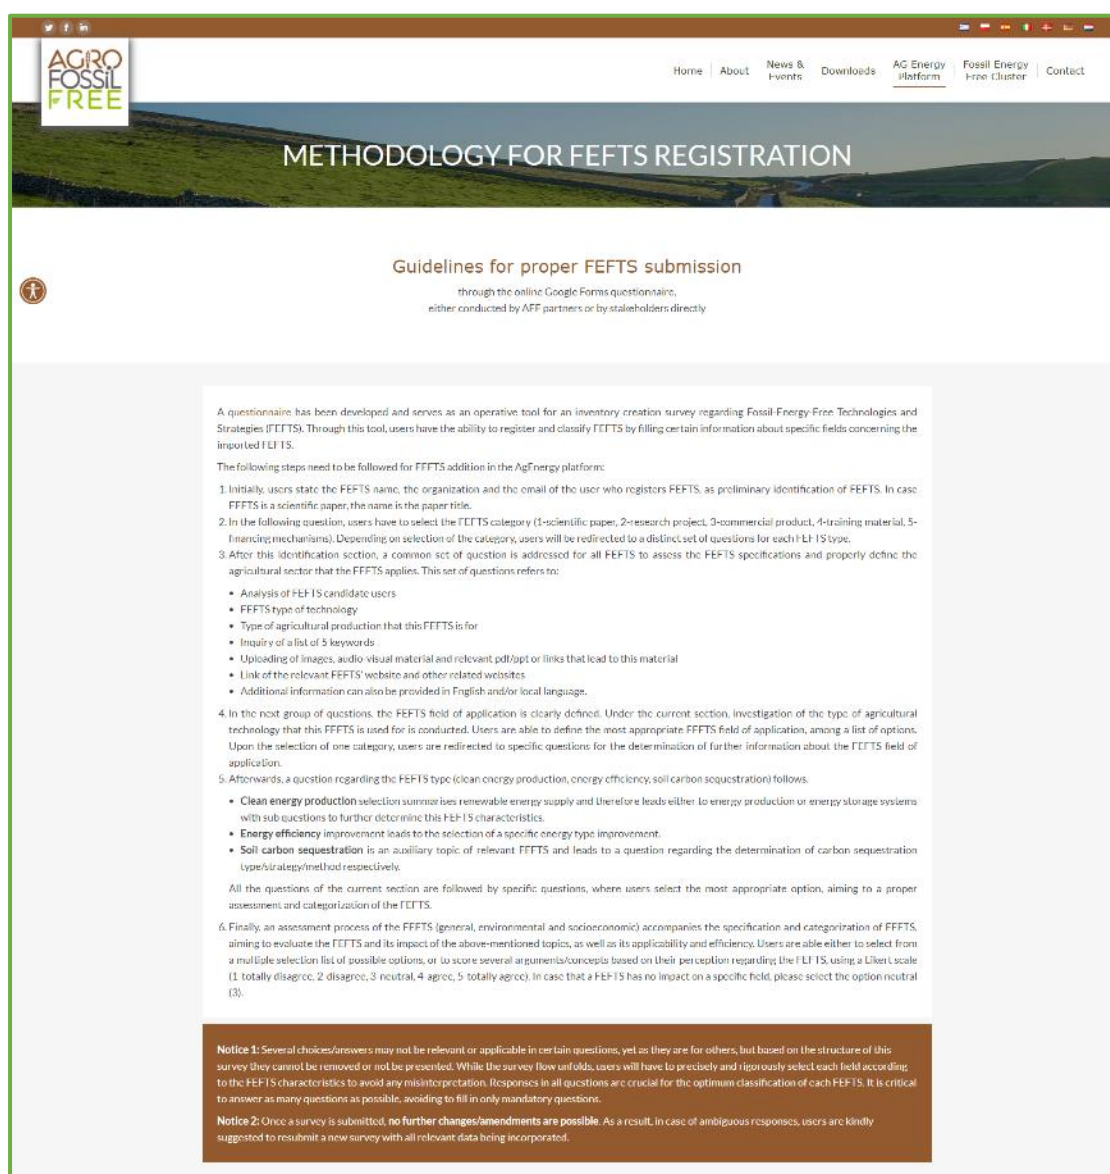 AGRO
FOSSIL
FREE
Home
About
News &
Events
Downloads
AG Energy
Platform
Fossil Energy
Free Cluster
Contact
METHODOLOGY FOR FEFTS REGISTRATION
Guidelines for proper FEFTS submission
through the online Google Forms questionnaire,
either conducted by AFF partners or by stakeholders directly
A questionnaire has been developed and serves as an operative tool for an inventory creation survey regarding Fossil-Energy-Free Technologies and
Strategies (FEFTS). Through this tool, users have the ability to register and classify FEFTS by filling certain information about specific fields concerning the
imported FEFTS.
The following steps need to be followed for FEFTS addition in the AgEnergy platform:
1. Initially, users state the FEFTS name, the organization and the email of the user who registers FEFTS, as preliminary identification of FEFTS. In case
FEFTS is a scientific paper, the name is the paper title.
2. In the following question, users have to select the FEFTS category (1-scientific paper, 2-research project, 3-commercial product, 4-training material, 5-
financing mechanisms). Depending on selection of the category, users will be redirected to a distinct set of questions for each FEFTS type.
3. After this identification section, a common set of question is addressed for all FEFTS to assess the FEFTS specifications and properly define the
agricultural sector that the FEFTS applies. This set of questions refers to:
• Analysis of FEFTS candidate users
• FEFTS type of technology
• Type of agricultural production that this FEFTS is for
• Inquiry of a list of 5 keywords
• Uploading of images, audio-visual material and relevant pdf/ppt or links that lead to this material
• Link of the relevant FEFTS' website and other related websites
• Additional information can also be provided in English and/or local language.
4. In the next group of questions, the FEFTS field of application is clearly defined. Under the current section, investigation of the type of agricultural
technology that this FEFTS is used for is conducted. Users are able to define the most appropriate FEFTS field of application, among a list of options.
Upon the selection of one category, users are redirected to specific questions for the determination of further information about the FEFTS field of
application.
5. Afterwards, a question regarding the FEFTS type (clean energy production, energy efficiency, soil carbon sequestration) follows.
• Clean energy production selection summarises renewable energy supply and therefore leads either to energy production or energy storage systems
with sub questions to further determine this FEFTS characteristics.
• Energy efficiency improvement leads to the selection of a specific energy type improvement.
• Soil carbon sequestration is an auxiliary topic of relevant FEFTS and leads to a question regarding the determination of carbon sequestration
type/strategy/method respectively.
All the questions of the current section are followed by specific questions, where users select the most appropriate option, aiming to a proper
assessment and categorization of the FEFTS.
6. Finally, an assessment process of the FEFTS (general, environmental and socioeconomic) accompanies the specification and categorization of FEFTS,
aiming to evaluate the FEFTS and its impact of the above-mentioned topics, as well as its applicability and efficiency. Users are able either to select from
a multiple selection list of possible options, or to score several arguments/concepts based on their perception regarding the FEFTS, using a Likert scale
(1 totally disagree, 2 disagree, 3 neutral, 4 agree, 5 totally agree). In case that a FEFTS has no impact on a specific field, please select the option neutral
(3).
Notice 1: Several choices/answers may not be relevant or applicable in certain questions, yet as they are for others, but based on the structure of this
survey they cannot be removed or not be presented. While the survey flow unfolds, users will have to precisely and rigorously select each field according
to the FEFTS characteristics to avoid any misinterpretation. Responses in all questions are crucial for the optimum classification of each FEFTS. It is critical
to answer as many questions as possible, avoiding to fill in only mandatory questions.
Notice 2: Once a survey is submitted, no further changes/amendments are possible. As a result, in case of ambiguous responses, users are kindly
suggested to resubmit a new survey with all relevant data being incorporated.